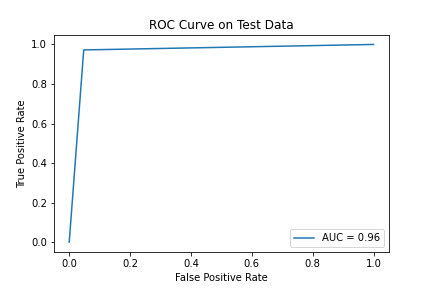 ROC Curve on Test Data
True Positive Rate
1.0
0.8
0.6
0.4
0.2
0.0
AUC = 0.96
0.0 0.2 0.4 0.6 0.8 1.0
False Positive Rate